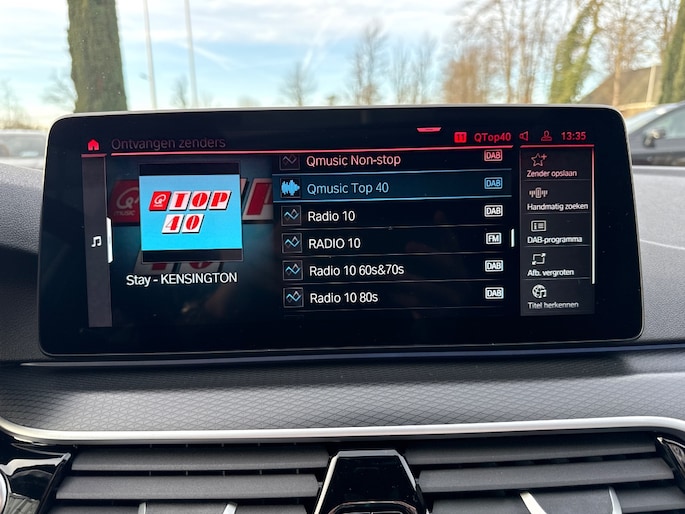 Ontvangen zenders
QTop40
13:35
Q
MUSIC
TOP
40
Stay - KENSINGTON
Qmusic Non-stop DAB
Qmusic Top 40 DAB
Radio 10 DAB
RADIO 10 FM
Radio 10 60s&70s DAB
Radio 10 80s DAB
Zender opslaan
Handmatig zoeken
DAB-programma
Afb. vergroten
Titel herkennen